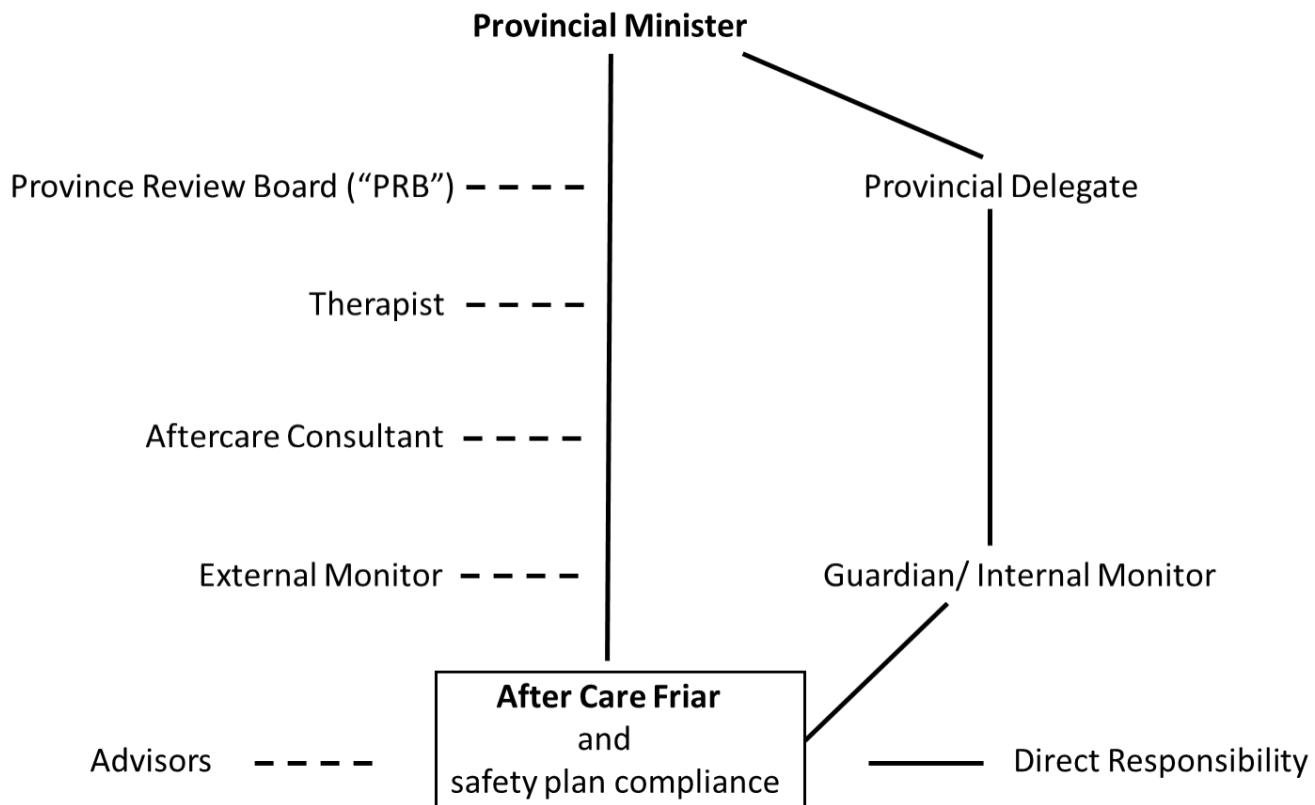 Provincial Minister
Province Review Board (“PRB”)
Provincial Delegate
Therapist
Aftercare Consultant
External Monitor
Guardian/ Internal Monitor
After Care Friar
and
safety plan compliance
Advisors
Direct Responsibility